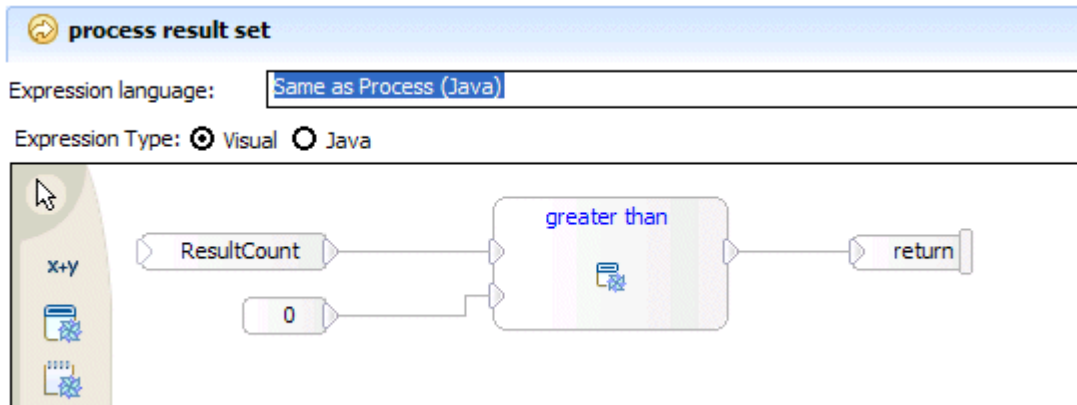 process result set
Expression language: Same as Process (Java)
Expression Type: Visual Java
greater than
ResultCount
return
x+y
0